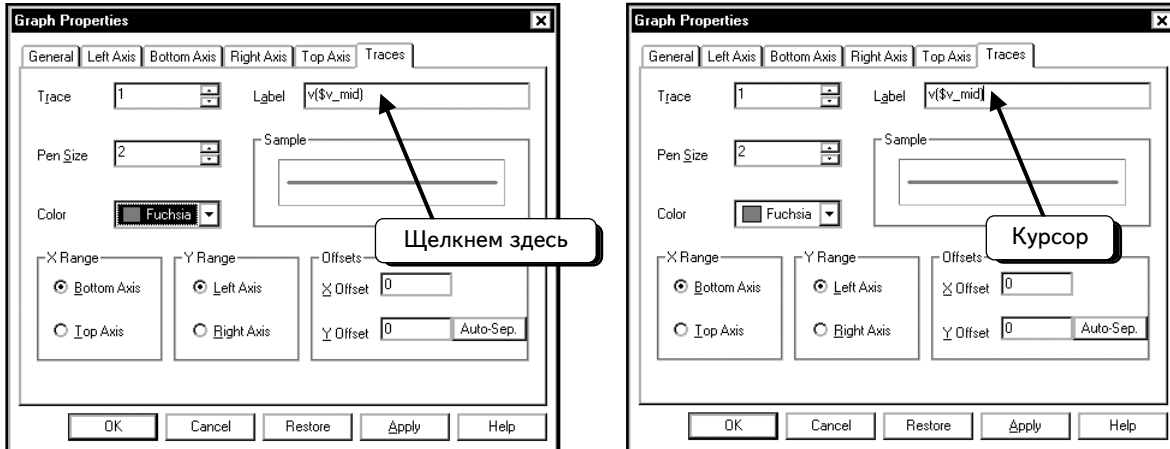 Graph Properties
General Left Axis Bottom Axis Right Axis Top Axis Traces
Trace 1 Label v($v_mid)
Pen Size 2 Sample
Color Fuchsia
Щелкнем здесь
X Range Y Range Offsets
Bottom Axis Left Axis X Offset 0
Top Axis Right Axis Y Offset 0 Auto-Sep.
OK Cancel Restore Apply Help
Graph Properties
General Left Axis Bottom Axis Right Axis Top Axis Traces
Trace 1 Label v($v_mid)
Pen Size 2 Sample
Color Fuchsia
Курсор
X Range Y Range Offsets
Bottom Axis Left Axis X Offset 0
Top Axis Right Axis Y Offset 0 Auto-Sep.
OK Cancel Restore Apply Help